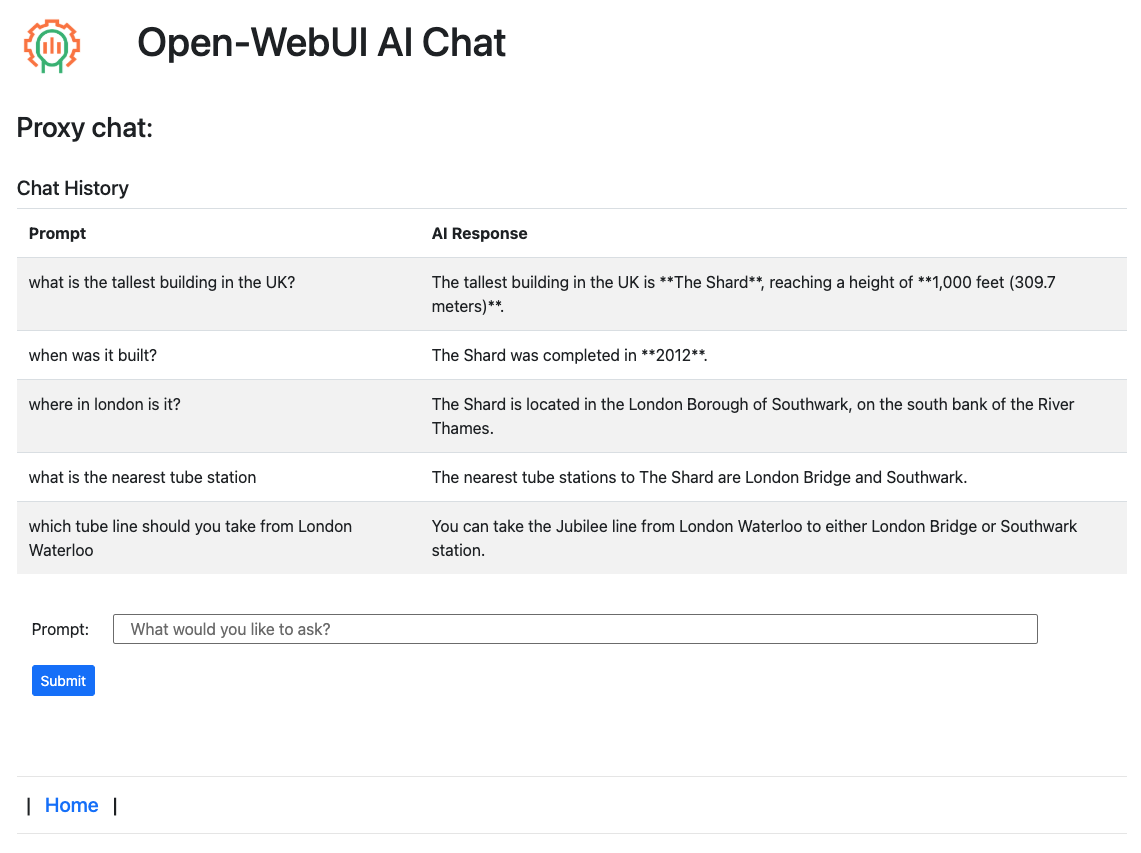 Open-WebUI AI Chat
Proxy chat:
Chat History
Prompt AI Response
what is the tallest building in the UK? The tallest building in the UK is **The Shard**, reaching a height of **1,000 feet (309.7
meters)**.
when was it built? The Shard was completed in **2012**.
where in london is it? The Shard is located in the London Borough of Southwark, on the south bank of the River
Thames.
what is the nearest tube station The nearest tube stations to The Shard are London Bridge and Southwark.
which tube line should you take from London You can take the Jubilee line from London Waterloo to either London Bridge or Southwark
Waterloo station.
Prompt: What would you like to ask?
Submit
| Home |